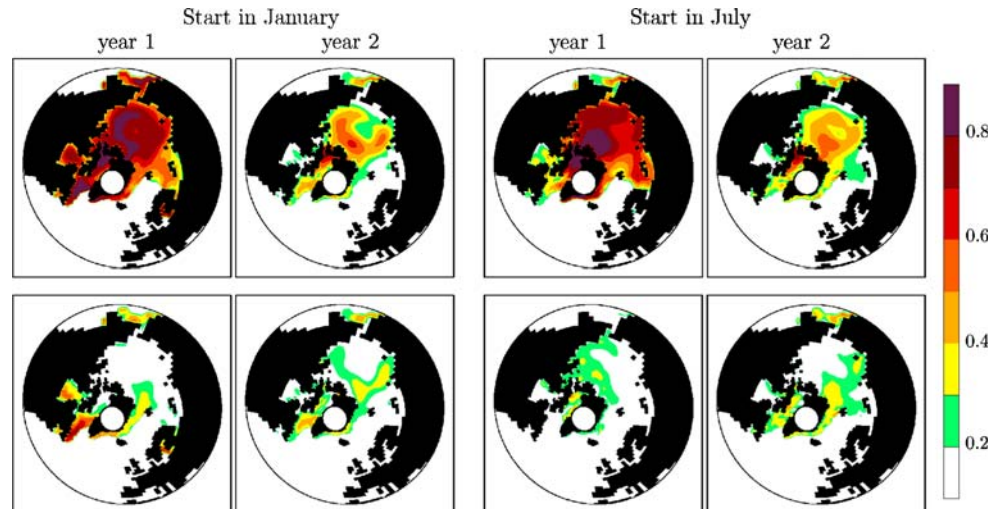 Start in January
Start in July
year 1
year 2
year 1
year 2
0.8
0.6
0.4
0.2